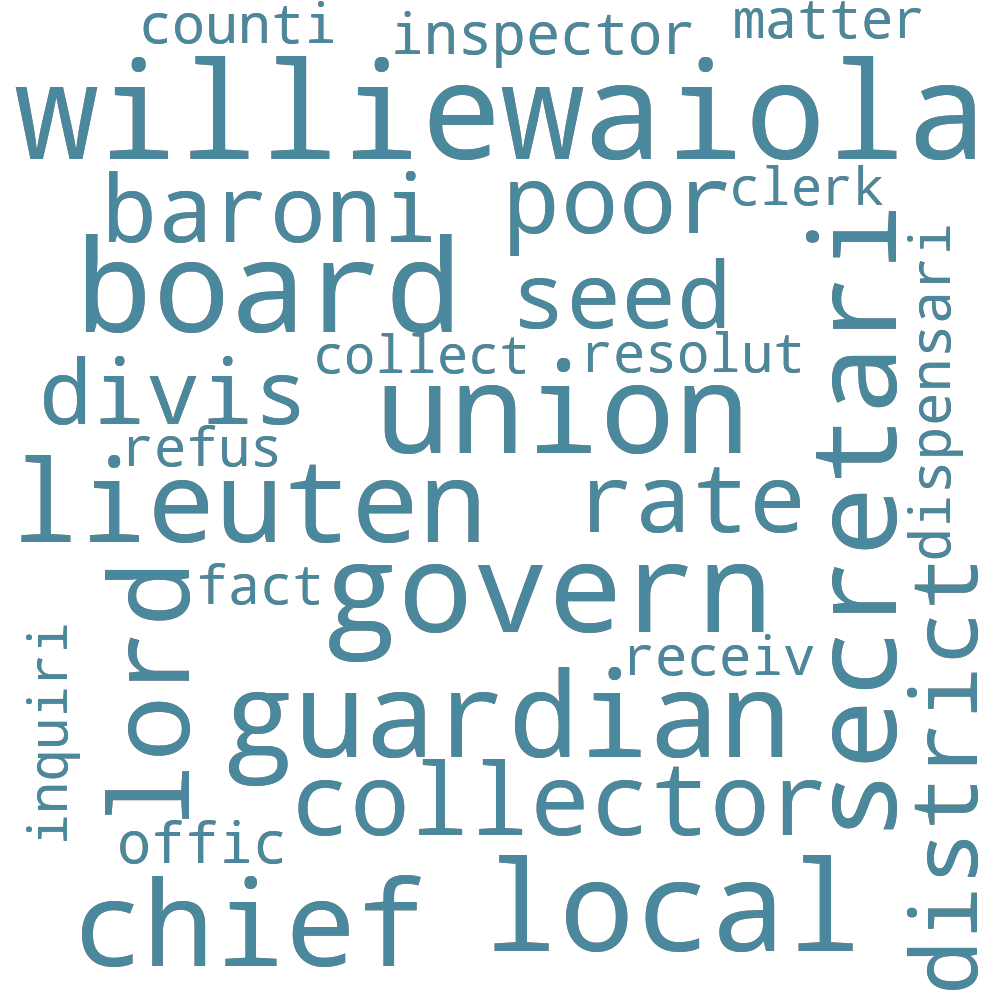 counti
inspector
matter
williewaiola
baroni
poor
clerk
board
seed
secretari
dispensari
collect
resolut
divis
union
refus
lieuten
rate
lord
fact
govern
district
receiv
inquiri
guardian
collector
offic
chief
local